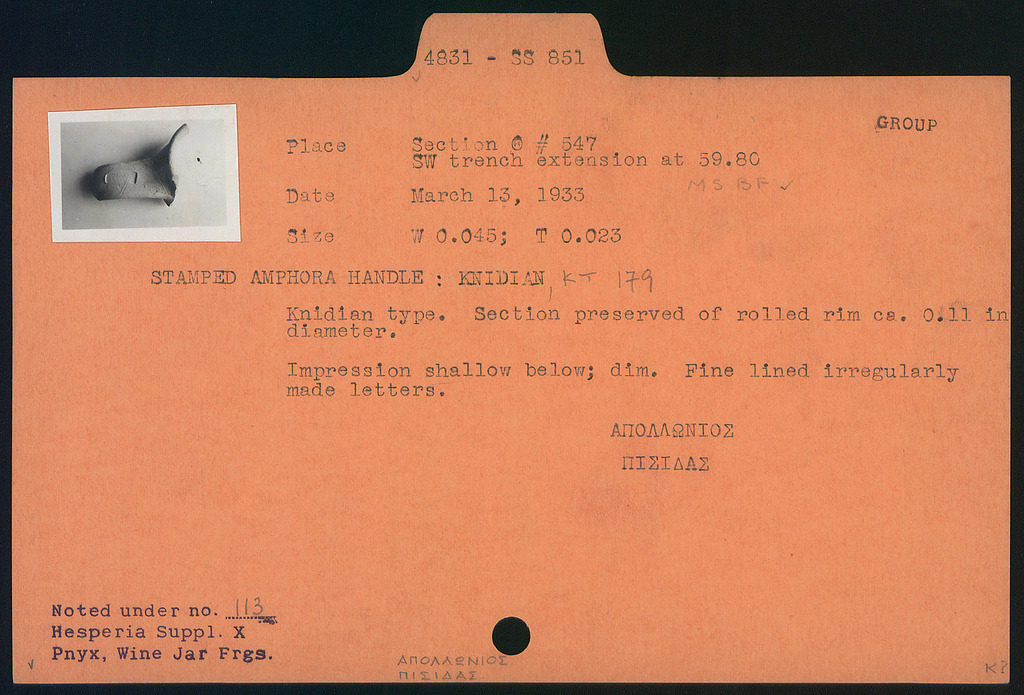 4831 - SS 851
GROUP
Place Section Θ # 547
SW trench extension at 59.80
MSBF ✓
Date March 13, 1933
Size W 0.045; T 0.023
STAMPED AMPHORA HANDLE : KNIDIAN, KT 179
Knidian type. Section preserved of rolled rim ca. 0.11 in
diameter.
Impression shallow below; dim. Fine lined irregularly
made letters.
ΑΠΟΛΛΩΝΙΟΣ
ΠΙΣΙΔΑΣ
Noted under no. 113
Hesperia Suppl. X
Pnyx, Wine Jar Frgs.
✓
ΑΠΟΛΛΩΝΙΟΣ
ΠΙΣΙΔΑΣ
K?